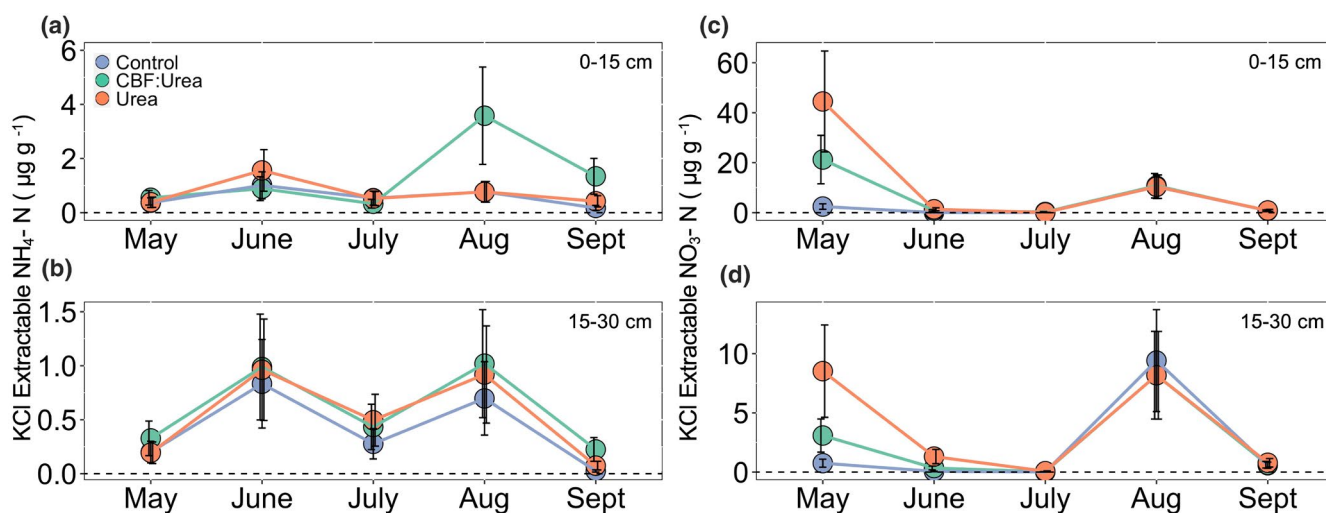 (a)
KCl Extractable NH₄- N ( µg g⁻¹)
6
4
2
0
Control
CBF:Urea
Urea
0-15 cm
May June July Aug Sept
(b)
1.5
1.0
0.5
0.0
15-30 cm
May June July Aug Sept
(c)
KCl Extractable NO₃- N ( µg g⁻¹)
60
40
20
0
0-15 cm
May June July Aug Sept
(d)
10
5
0
15-30 cm
May June July Aug Sept